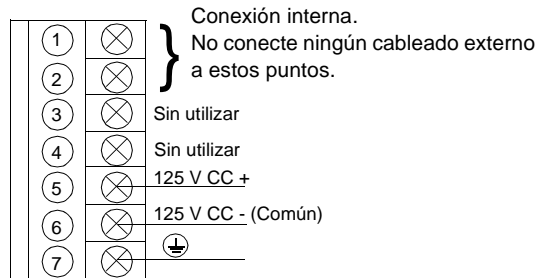 Conexión interna.
1
No conecte ningún cableado externo
2
a estos puntos.
3 Sin utilizar
4 Sin utilizar
5 125 V CC +
6 125 V CC - (Común)
7